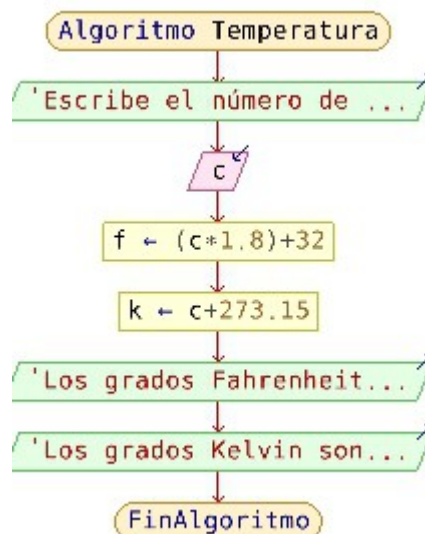 Algoritmo Temperatura
'Escribe el número de ...
c
f ← (c*1.8)+32
k ← c+273.15
'Los grados Fahrenheit...
'Los grados Kelvin son...
FinAlgoritmo